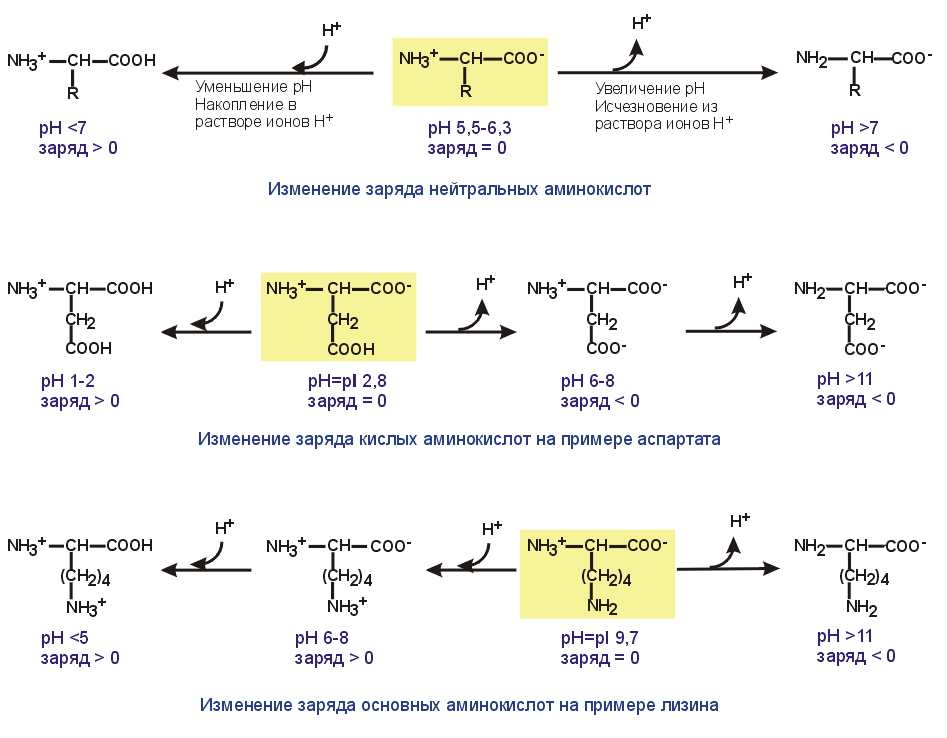 H⁺ H⁺
NH₃⁺—CH—COOH NH₃⁺—CH—COO⁻ NH₂—CH—COO⁻
R R R
Уменьшение pH
Накопление в
растворе ионов H⁺
Увеличение pH
Исчезновение из
раствора ионов H⁺
pH <7 pH 5,5-6,3 pH >7
заряд > 0 заряд = 0 заряд < 0
Изменение заряда нейтральных аминокислот
H⁺ H⁺ H⁺
NH₃⁺—CH—COOH NH₃⁺—CH—COO⁻ NH₃⁺—CH—COO⁻ NH₂—CH—COO⁻
CH₂ CH₂ CH₂ CH₂
COOH COOH COO⁻ COO⁻
pH 1-2 pH=pI 2,8 pH 6-8 pH >11
заряд > 0 заряд = 0 заряд < 0 заряд < 0
Изменение заряда кислых аминокислот на примере аспартата
H⁺ H⁺ H⁺
NH₃⁺—CH—COOH NH₃⁺—CH—COO⁻ NH₃⁺—CH—COO⁻ NH₂—CH—COO⁻
(CH₂)₄ (CH₂)₄ (CH₂)₄ (CH₂)₄
NH₃⁺ NH₃⁺ NH₂ NH₂
pH <5 pH 6-8 pH=pI 9,7 pH >11
заряд > 0 заряд > 0 заряд = 0 заряд < 0
Изменение заряда основных аминокислот на примере лизина